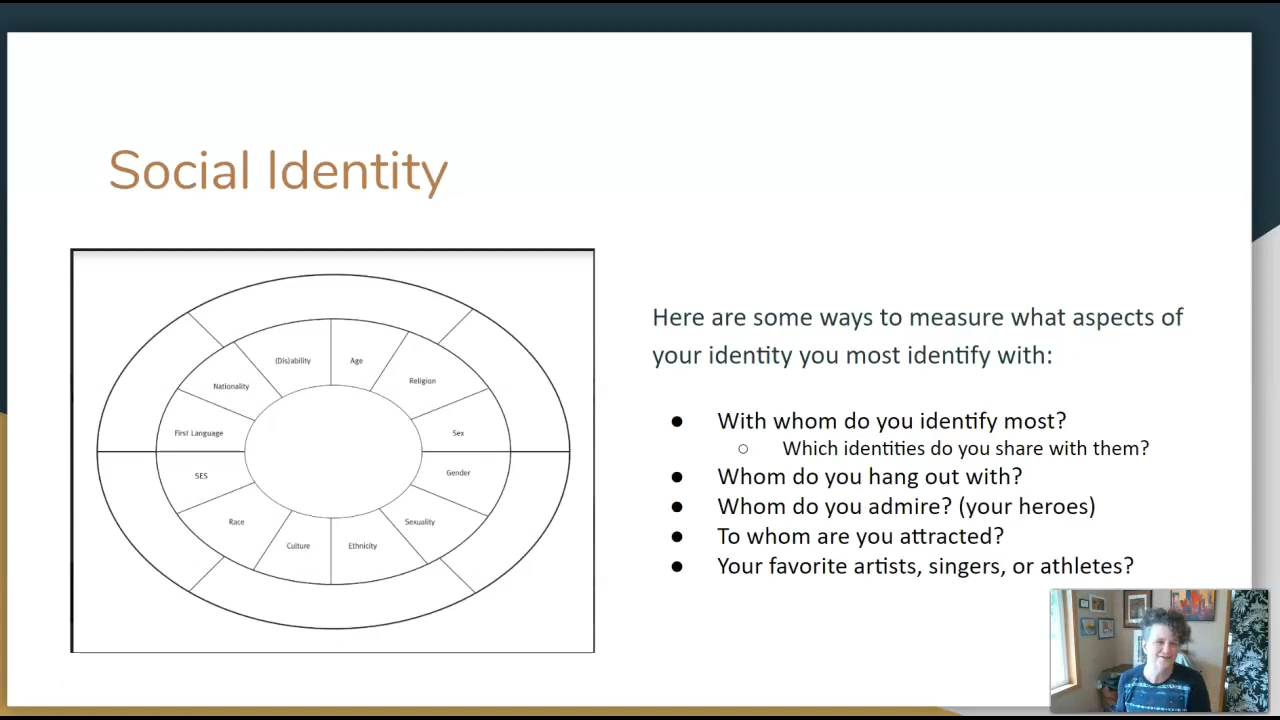 Social Identity
(Dis)ability
Age
Religion
Nationality
First Language
Sex
SES
Gender
Race
Sexuality
Culture
Ethnicity
Here are some ways to measure what aspects of
your identity you most identify with:
● With whom do you identify most?
○ Which identities do you share with them?
● Whom do you hang out with?
● Whom do you admire? (your heroes)
● To whom are you attracted?
● Your favorite artists, singers, or athletes?